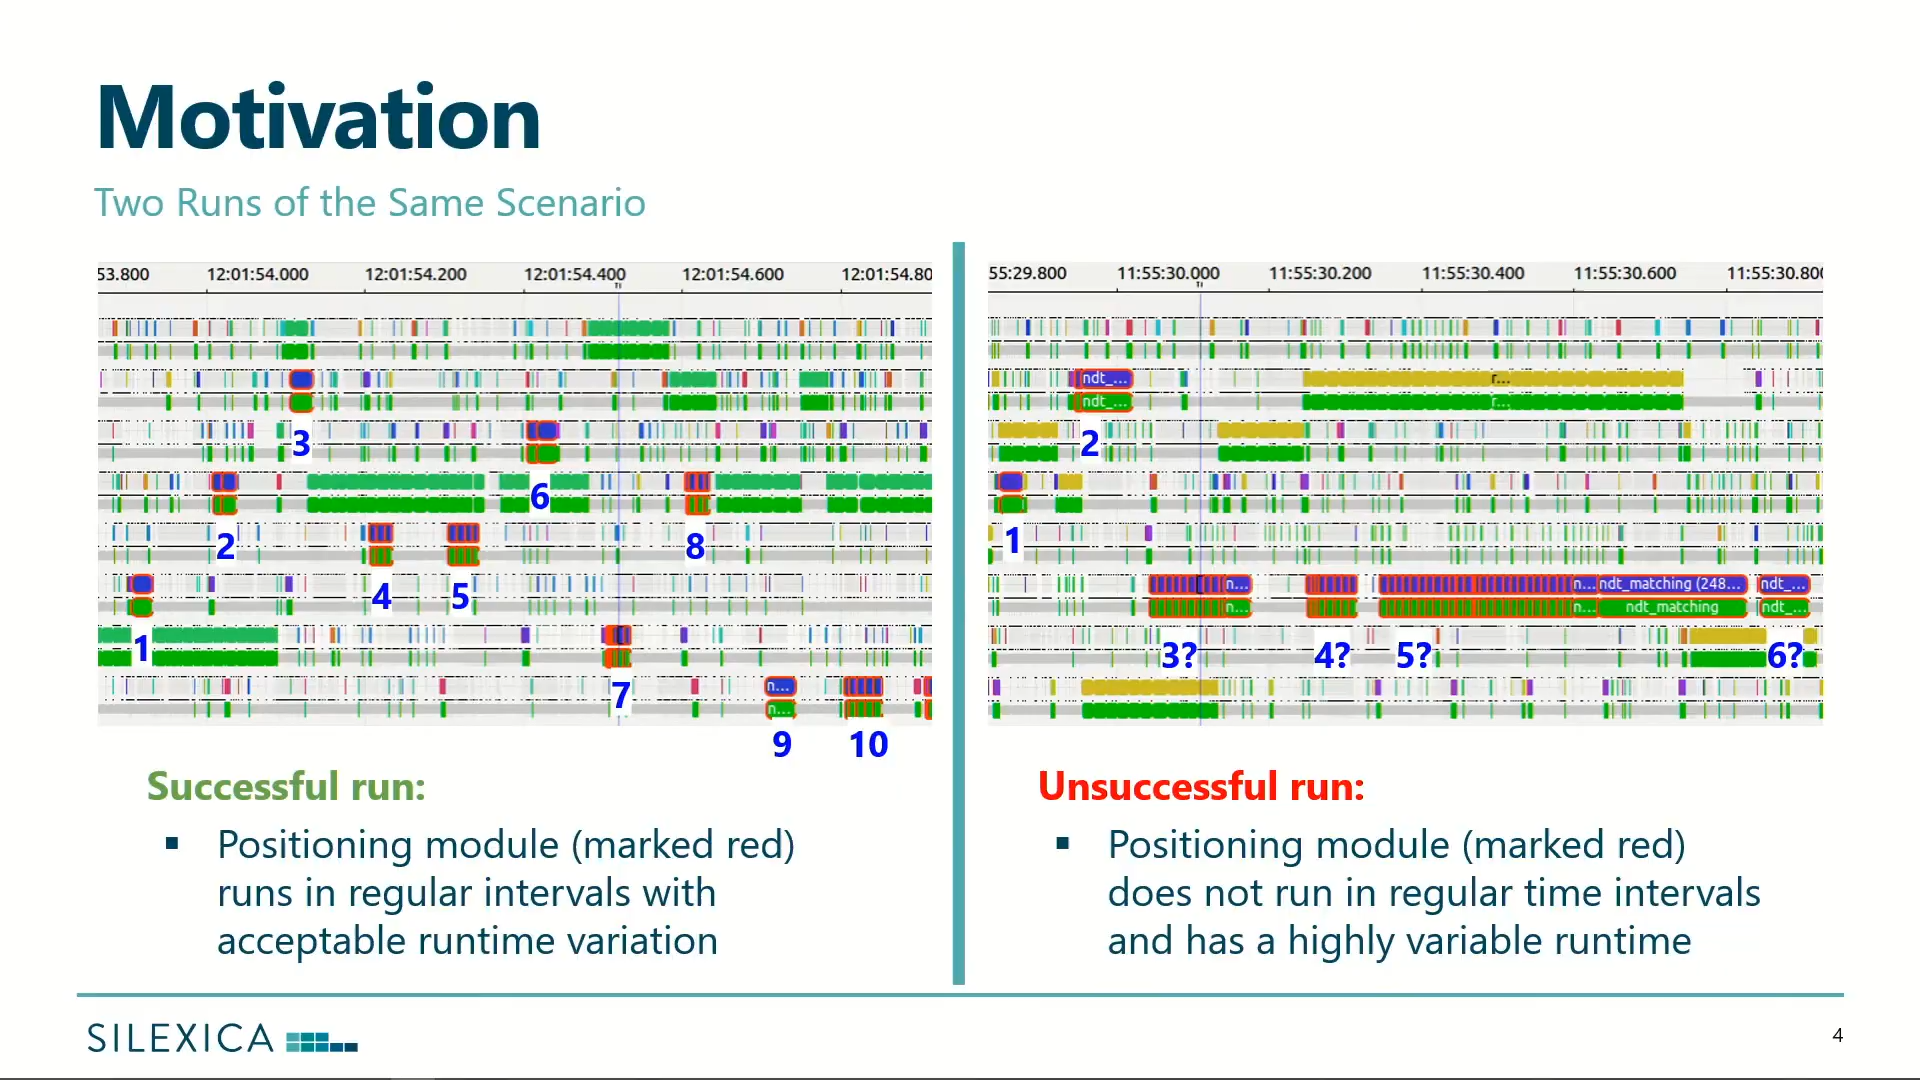 Motivation
Two Runs of the Same Scenario
53.800 12:01:54.000 12:01:54.200 12:01:54.400 12:01:54.600 12:01:54.80
3
6
2
8
4
5
1
7
n...
n...
9
10
55:29.800 11:55:30.000 11:55:30.200 11:55:30.400 11:55:30.600 11:55:30.800
ndt_... r...
ndt_... r...
2
1
n... n... ndt_matching (248... ndt_...
n... n... ndt_matching ndt_...
3? 4? 5? 6?
Successful run:
▪ Positioning module (marked red)
runs in regular intervals with
acceptable runtime variation
Unsuccessful run:
▪ Positioning module (marked red)
does not run in regular time intervals
and has a highly variable runtime
SILEXICA
4